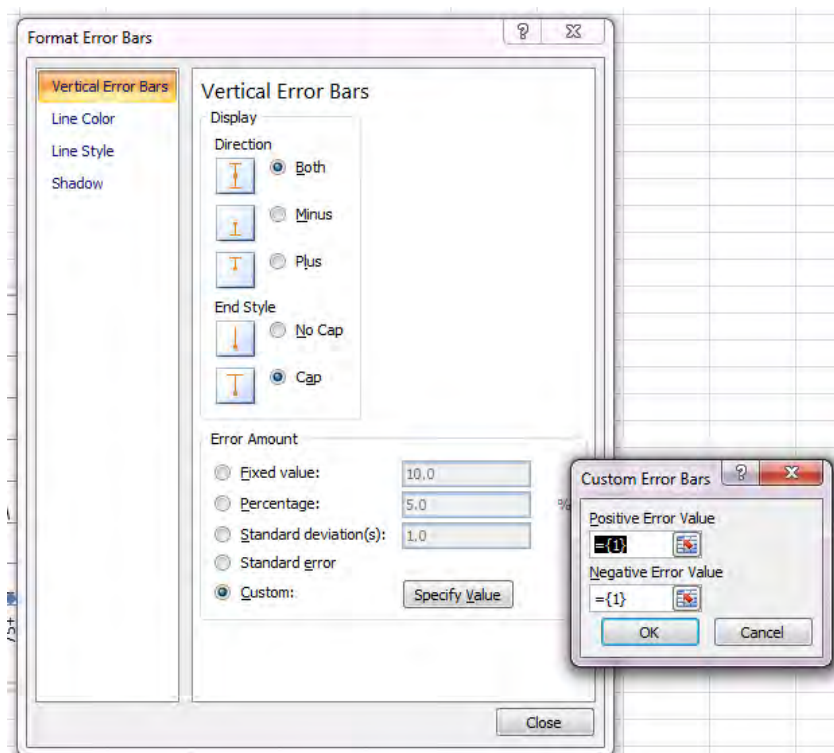 Format Error Bars
Vertical Error Bars
Line Color
Line Style
Shadow
Vertical Error Bars
Display
Direction
Both
Minus
Plus
End Style
No Cap
Cap
Error Amount
Fixed value: 10.0
Percentage: 5.0 %
Standard deviation(s): 1.0
Standard error
Custom: Specify Value
Close
Custom Error Bars
Positive Error Value
={1}
Negative Error Value
={1}
OK Cancel
75+